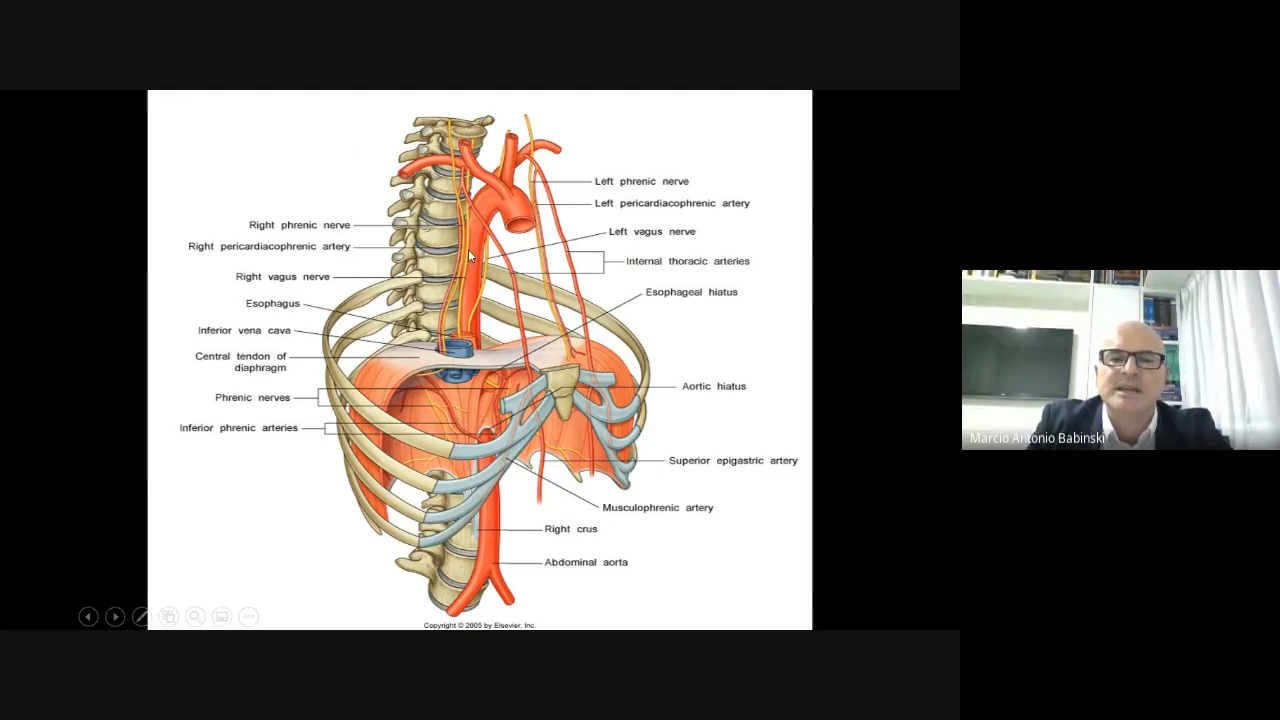 Left phrenic nerve
Left pericardiacophrenic artery
Right phrenic nerve
Left vagus nerve
Right pericardiacophrenic artery
Internal thoracic arteries
Right vagus nerve
Esophageal hiatus
Esophagus
Inferior vena cava
Central tendon of
diaphragm
Aortic hiatus
Phrenic nerves
Inferior phrenic arteries
Superior epigastric artery
Musculophrenic artery
Right crus
Abdominal aorta
Copyright © 2005 by Elsevier, Inc.
Marcio Antonio Babinski